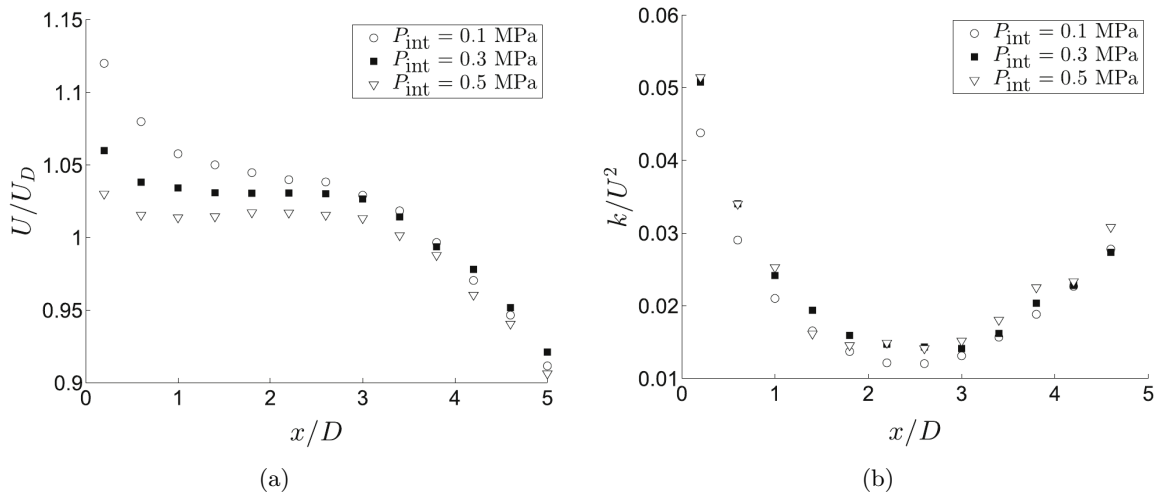 1.15
1.1
1.05
1
0.95
0.9
0 1 2 3 4 5
U/U_D
x/D
P_int = 0.1 MPa
P_int = 0.3 MPa
P_int = 0.5 MPa
(a)
0.06
0.05
0.04
0.03
0.02
0.01
0 1 2 3 4 5
k/U^2
x/D
P_int = 0.1 MPa
P_int = 0.3 MPa
P_int = 0.5 MPa
(b)